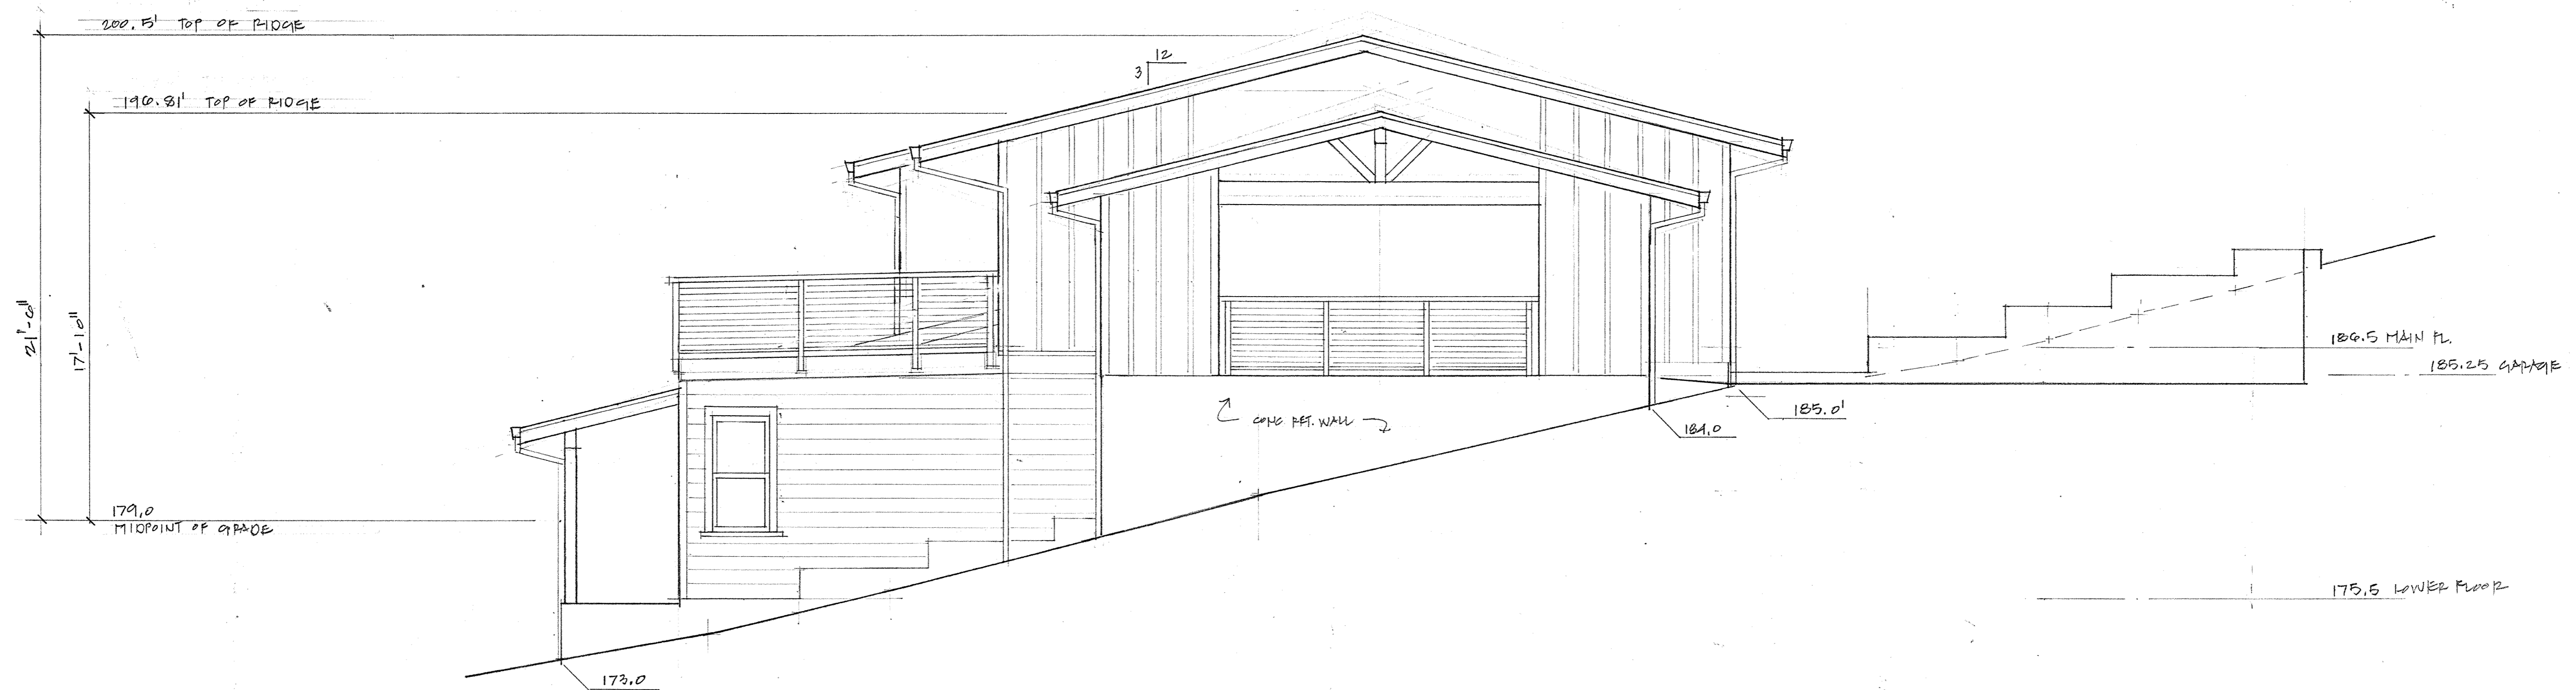 200.5' TOP OF RIDGE
12
3
196.81' TOP OF RIDGE
21'-0"
17'-10"
186.5 MAIN FL.
185.25 GARAGE
185.0'
184.0
CONC RET. WALL
179.0
MIDPOINT OF GRADE
175.5 LOWER FLOOR
173.0